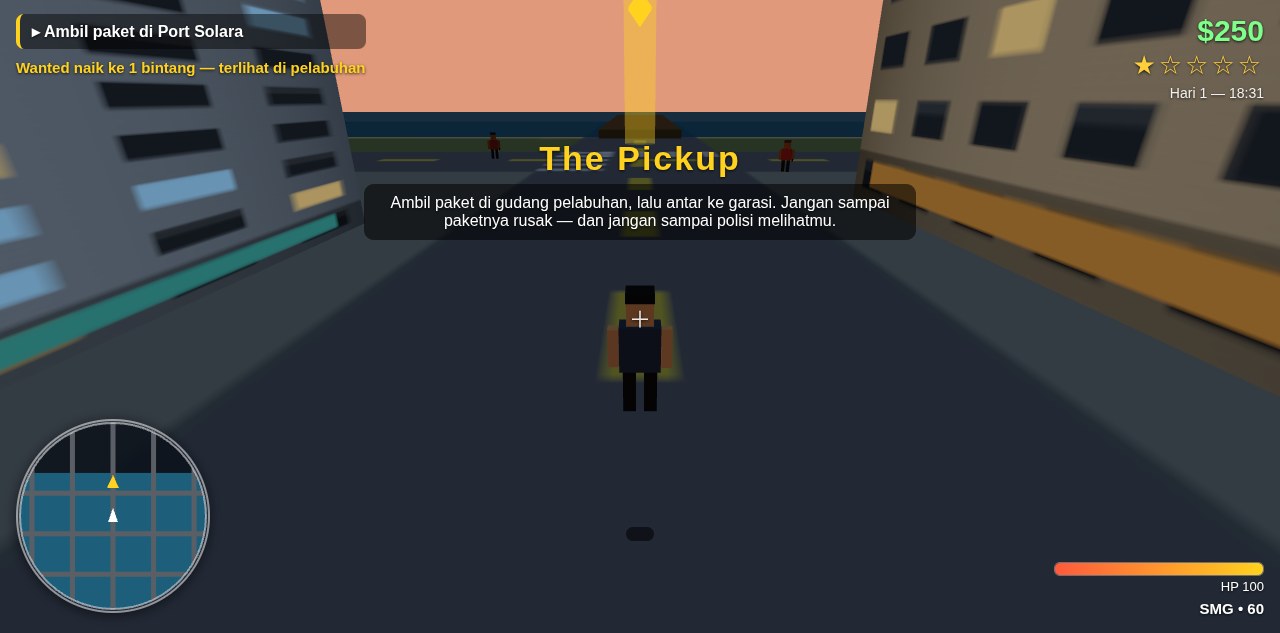 ▸ Ambil paket di Port Solara
Wanted naik ke 1 bintang — terlihat di pelabuhan
$250
★☆☆☆☆
Hari 1 — 18:31
The Pickup
Ambil paket di gudang pelabuhan, lalu antar ke garasi. Jangan sampai
paketnya rusak — dan jangan sampai polisi melihatmu.
HP 100
SMG • 60